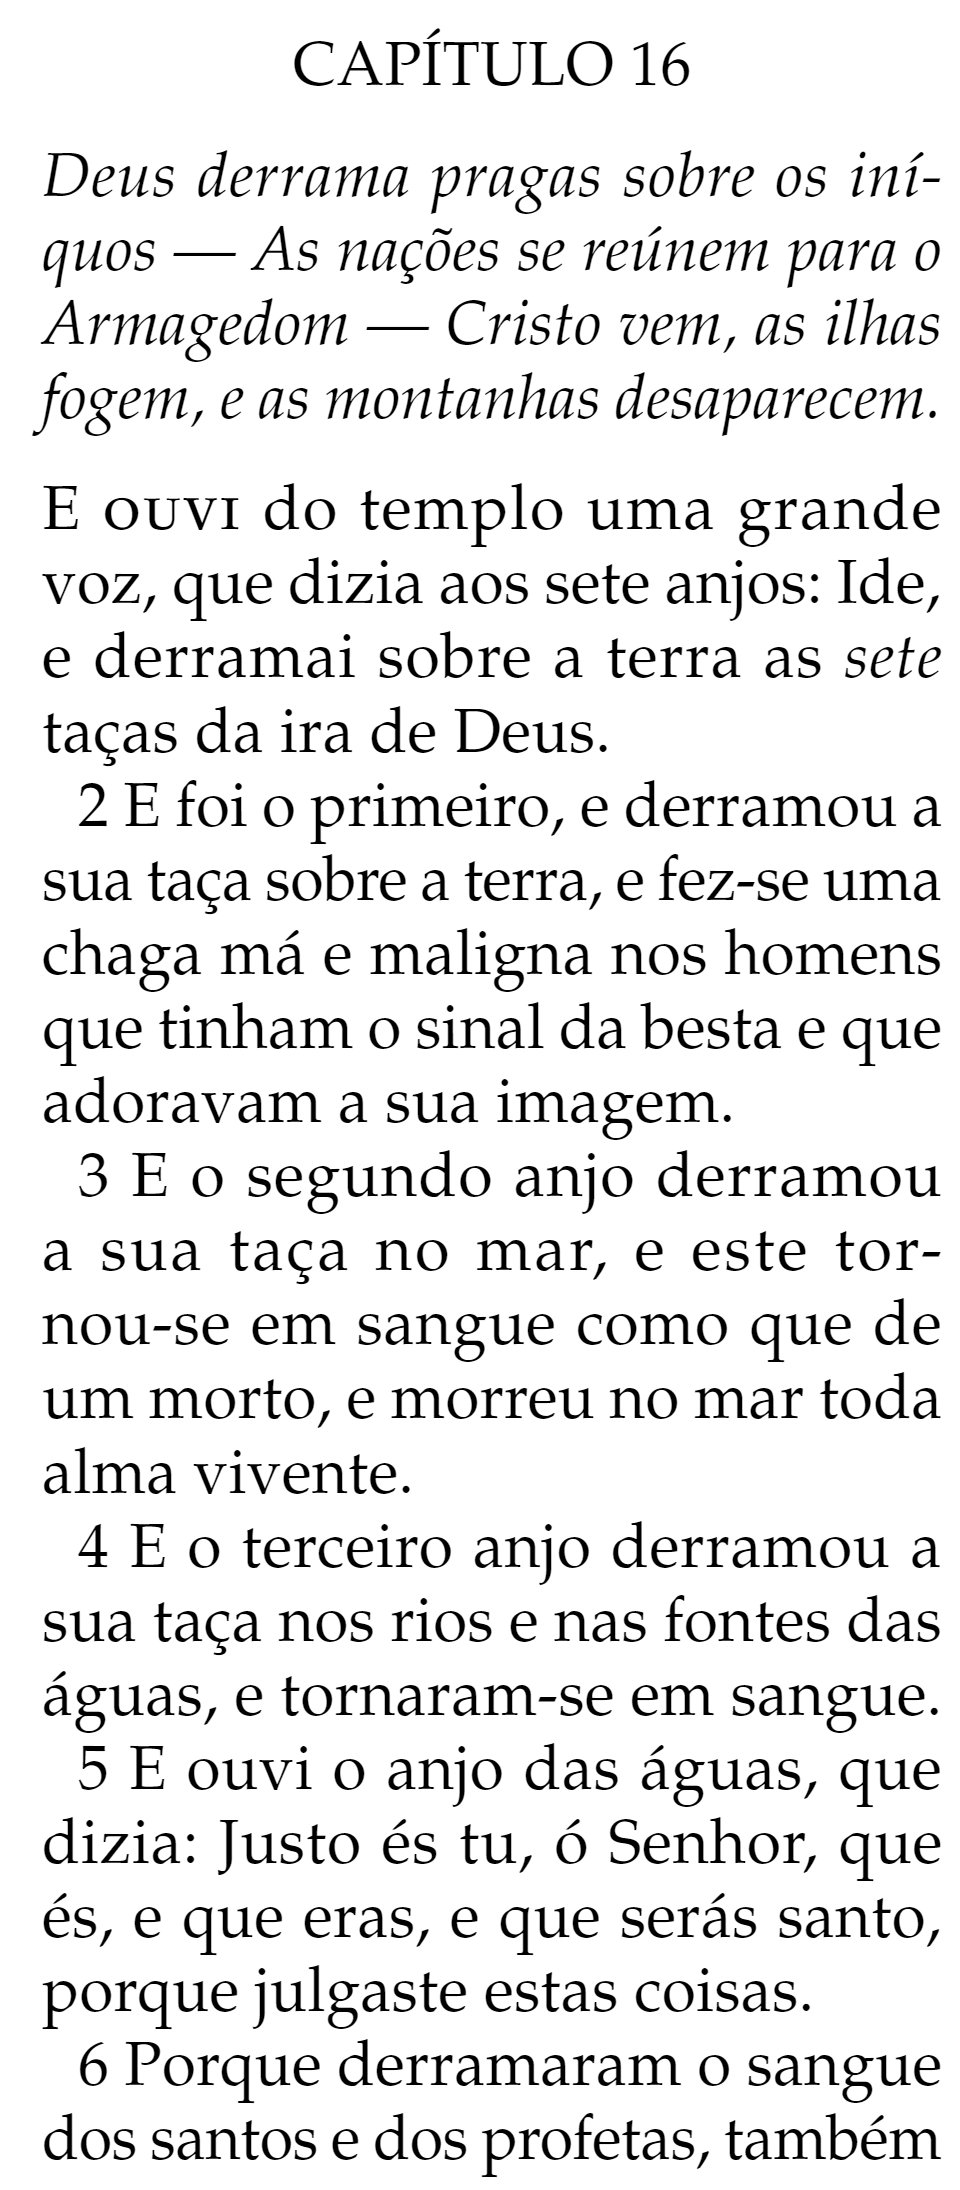 CAPÍTULO 16
Deus derrama pragas sobre os iní-
quos — As nações se reúnem para o
Armagedom — Cristo vem, as ilhas
fogem, e as montanhas desaparecem.
E OUVI do templo uma grande
voz, que dizia aos sete anjos: Ide,
e derramai sobre a terra as sete
taças da ira de Deus.
2 E foi o primeiro, e derramou a
sua taça sobre a terra, e fez-se uma
chaga má e maligna nos homens
que tinham o sinal da besta e que
adoravam a sua imagem.
3 E o segundo anjo derramou
a sua taça no mar, e este tor-
nou-se em sangue como que de
um morto, e morreu no mar toda
alma vivente.
4 E o terceiro anjo derramou a
sua taça nos rios e nas fontes das
águas, e tornaram-se em sangue.
5 E ouvi o anjo das águas, que
dizia: Justo és tu, ó Senhor, que
és, e que eras, e que serás santo,
porque julgaste estas coisas.
6 Porque derramaram o sangue
dos santos e dos profetas, também